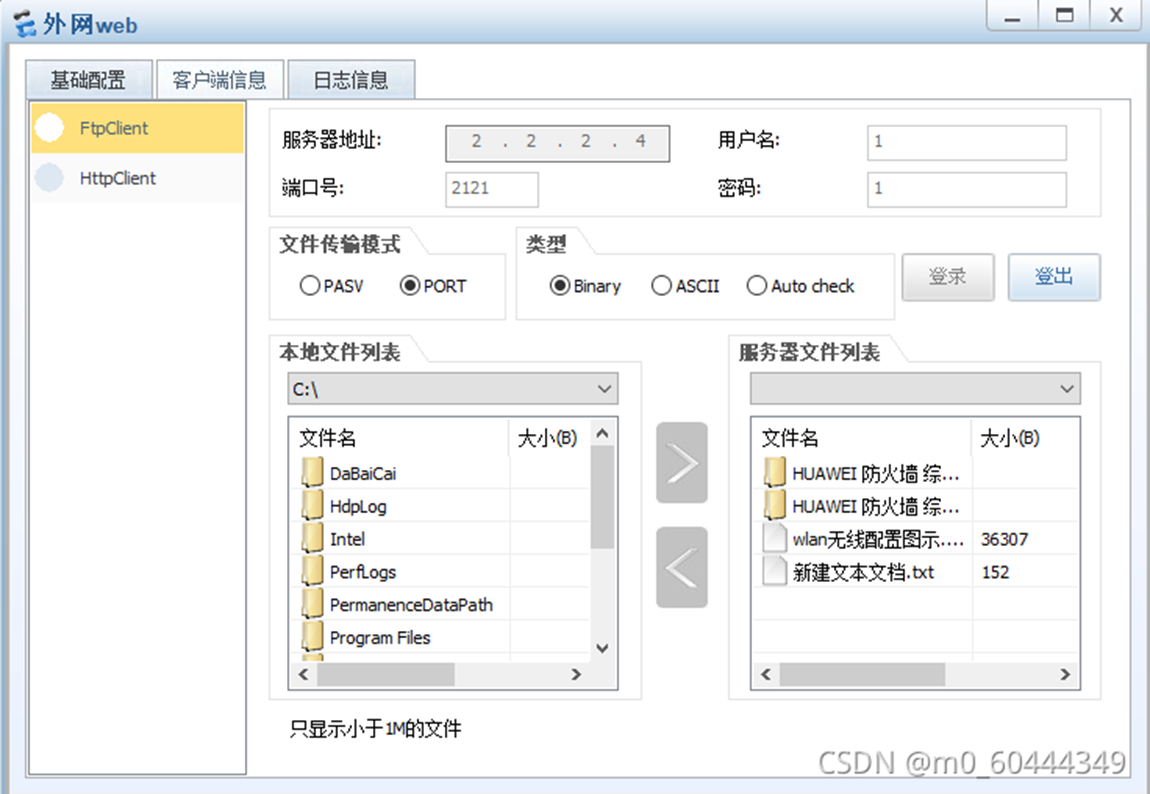 外网web
基础配置 客户端信息 日志信息
FtpClient
HttpClient
服务器地址: 2 . 2 . 2 . 4 用户名: 1
端口号: 2121 密码: 1
文件传输模式 类型
PASV PORT Binary ASCII Auto check 登录 登出
本地文件列表 服务器文件列表
C:\
文件名 大小(B) 文件名 大小(B)
DaBaiCai HUAWEI 防火墙 综...
HdpLog HUAWEI 防火墙 综...
Intel wlan无线配置图示.... 36307
PerfLogs 新建文本文档.txt 152
PermanenceDataPath
Program Files
只显示小于1M的文件
CSDN @m0_60444349